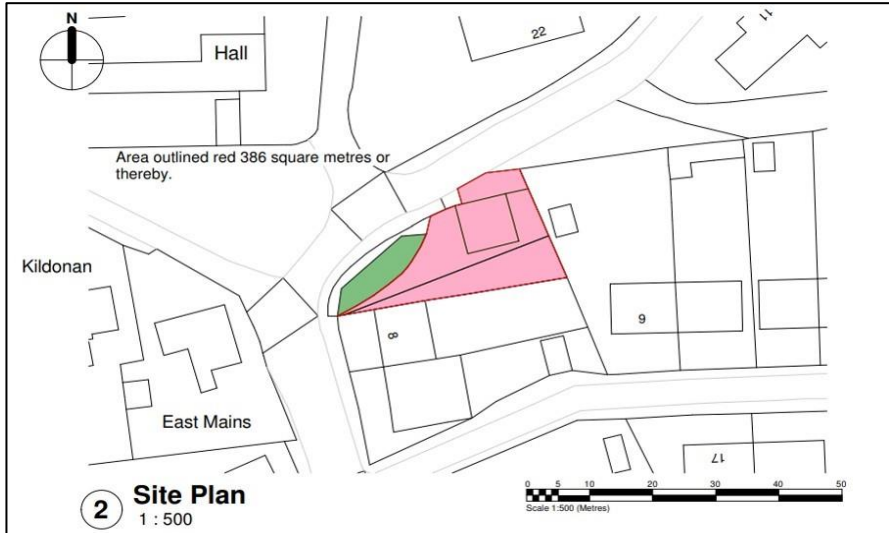 N
Hall
22
11
Area outlined red 386 square metres or
thereby.
Kildonan
8
9
East Mains
17
2
Site Plan
1 : 500
0 5 10 20 30 40 50
Scale 1:500 (Metres)